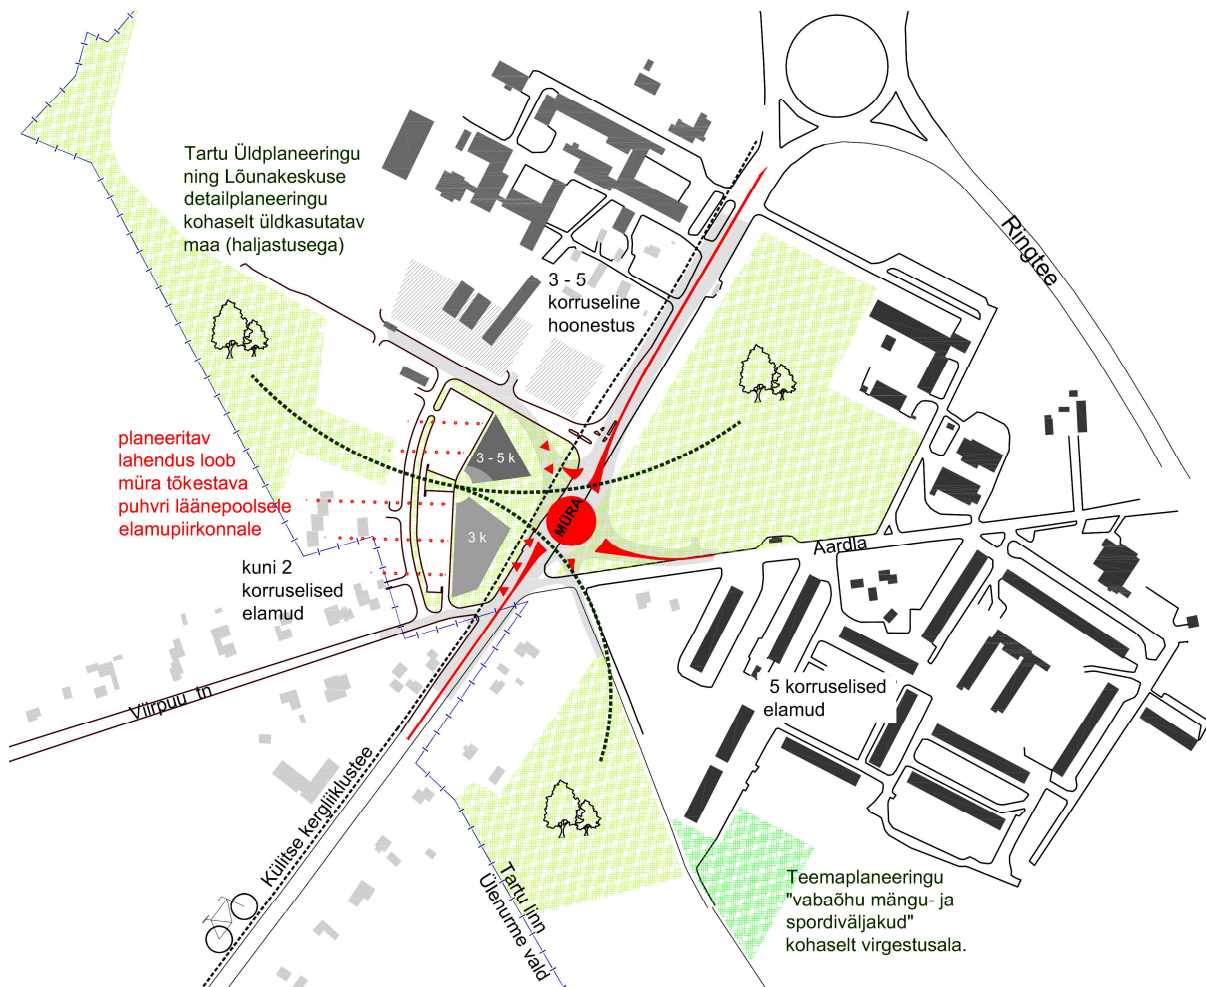 Tartu Üldplaneeringu
ning Lõunakeskuse
detailplaneeringu
kohaselt üldkasutatav
maa (haljastusega)
Ringtee
3 - 5
korruseline
hoonestus
planeeritav
lahendus loob
müra tõkestava
puhvri läänepoolsele
elamupiirkonnale
3 - 5 k
MÜRA
3 k
Aardla
kuni 2
korruselised
elamud
5 korruselised
elamud
Viirpuu tn
Külitse kergliiklustee
Tartu linn
Ülenurme vald
Teemaplaneeringu
"vabaõhu mängu- ja
spordiväljakud"
kohaselt virgestusala.